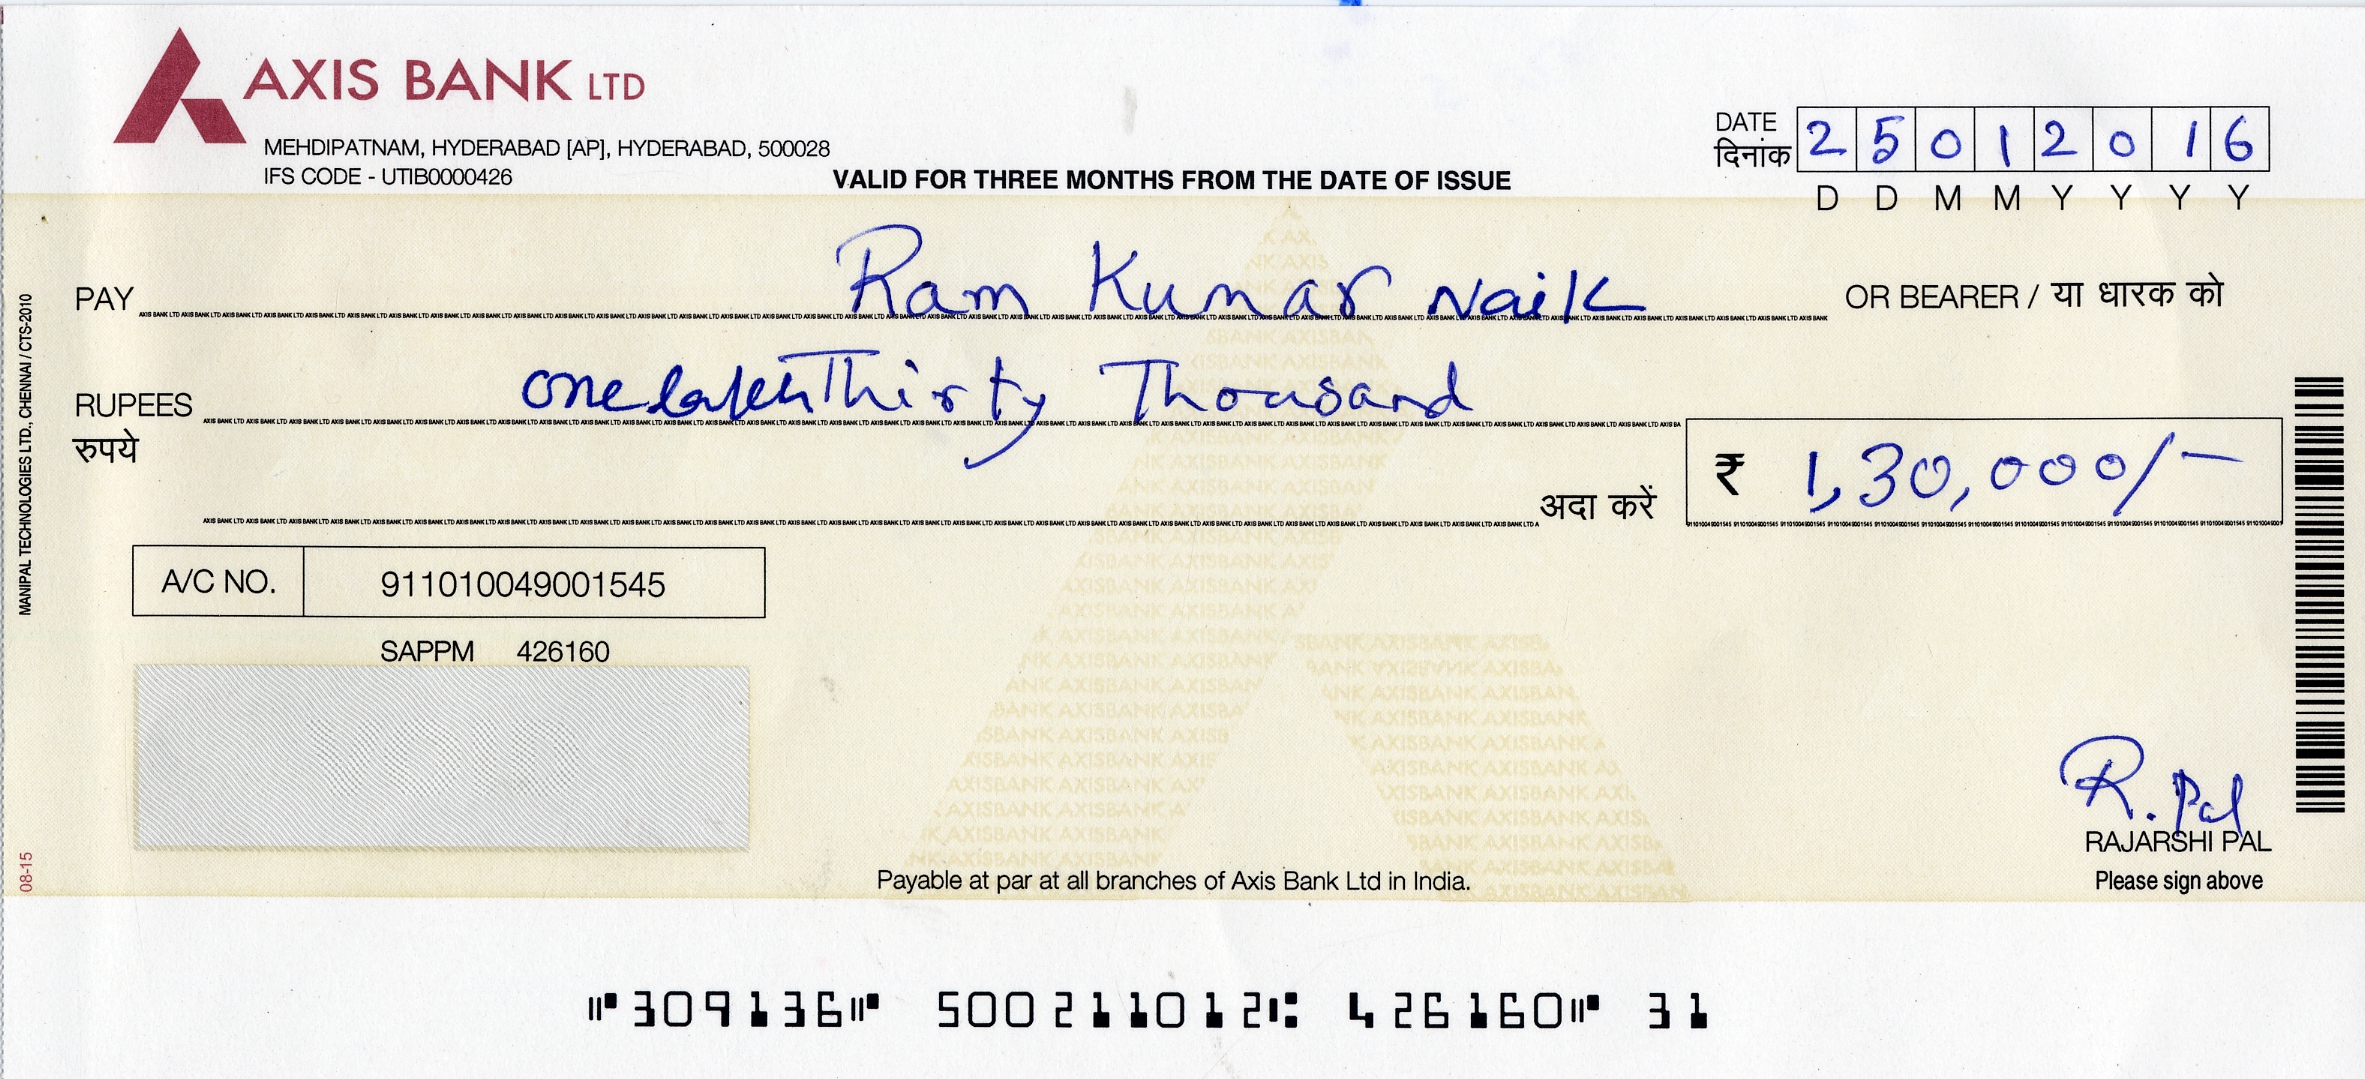 AXIS BANK LTD
MEHDIPATNAM, HYDERABAD [AP], HYDERABAD, 500028
IFS CODE - UTIB0000426
VALID FOR THREE MONTHS FROM THE DATE OF ISSUE
DATE
दिनांक
2 5 0 1 2 0 1 6
D D M M Y Y Y Y
PAY Ram Kumar Naik OR BEARER / या धारक को
RUPEES One lakh Thirty Thousand
रुपये
अदा करें ₹ 1,30,000/-
A/C NO. 911010049001545
SAPPM 426160
VOID
R. Pal
RAJARSHI PAL
Please sign above
Payable at par at all branches of Axis Bank Ltd in India.
⑈309136⑈ 500211012⑆ 426160⑈ 31
MANIPAL TECHNOLOGIES LTD., CHENNAI / CTS-2010
08-15